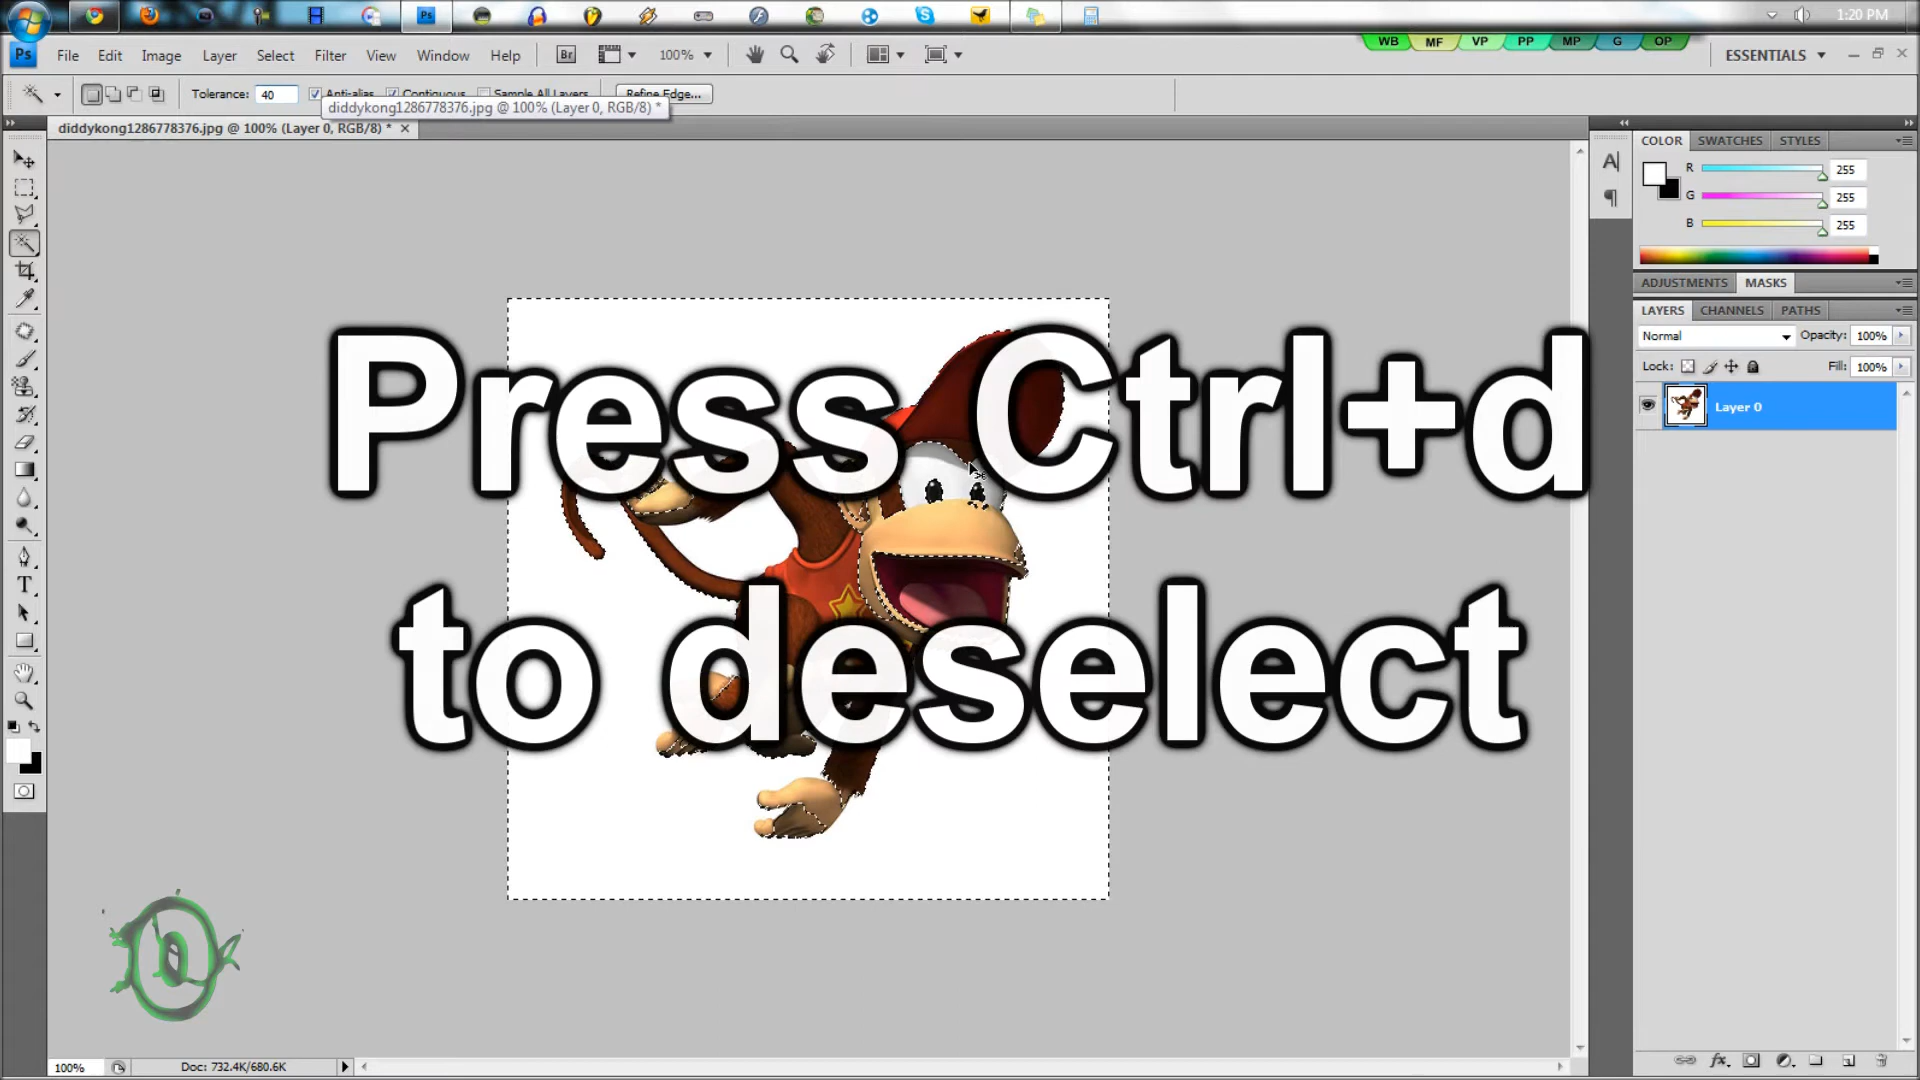 1:20 PM
Ps File Edit Image Layer Select Filter View Window Help Br 100% WB MF VP PP MP G OP ESSENTIALS
Tolerance: 40 Anti-alias Contiguous Sample All Layers Refine Edge...
diddykong1286778376.jpg @ 100% (Layer 0, RGB/8) *
diddykong1286778376.jpg @ 100% (Layer 0, RGB/8) *
COLOR SWATCHES STYLES
R 255
G 255
B 255
ADJUSTMENTS MASKS
LAYERS CHANNELS PATHS
Normal Opacity: 100%
Lock: Fill: 100%
Layer 0
Press Ctrl+d
to deselect
100% Doc: 732.4K/680.6K